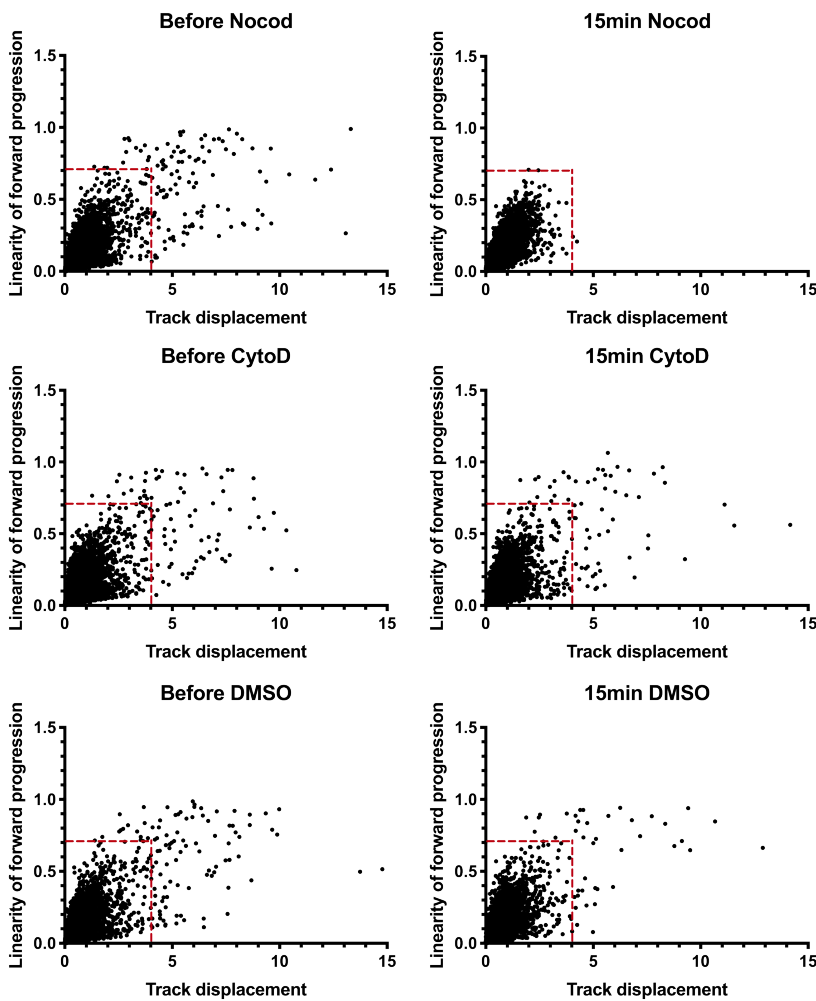 Before Nocod
15min Nocod
Linearity of forward progression
1.5
1.0
0.5
0.0
0 5 10 15
Track displacement
Linearity of forward progression
1.5
1.0
0.5
0.0
0 5 10 15
Track displacement
Before CytoD
15min CytoD
Linearity of forward progression
1.5
1.0
0.5
0.0
0 5 10 15
Track displacement
Linearity of forward progression
1.5
1.0
0.5
0.0
0 5 10 15
Track displacement
Before DMSO
15min DMSO
Linearity of forward progression
1.5
1.0
0.5
0.0
0 5 10 15
Track displacement
Linearity of forward progression
1.5
1.0
0.5
0.0
0 5 10 15
Track displacement